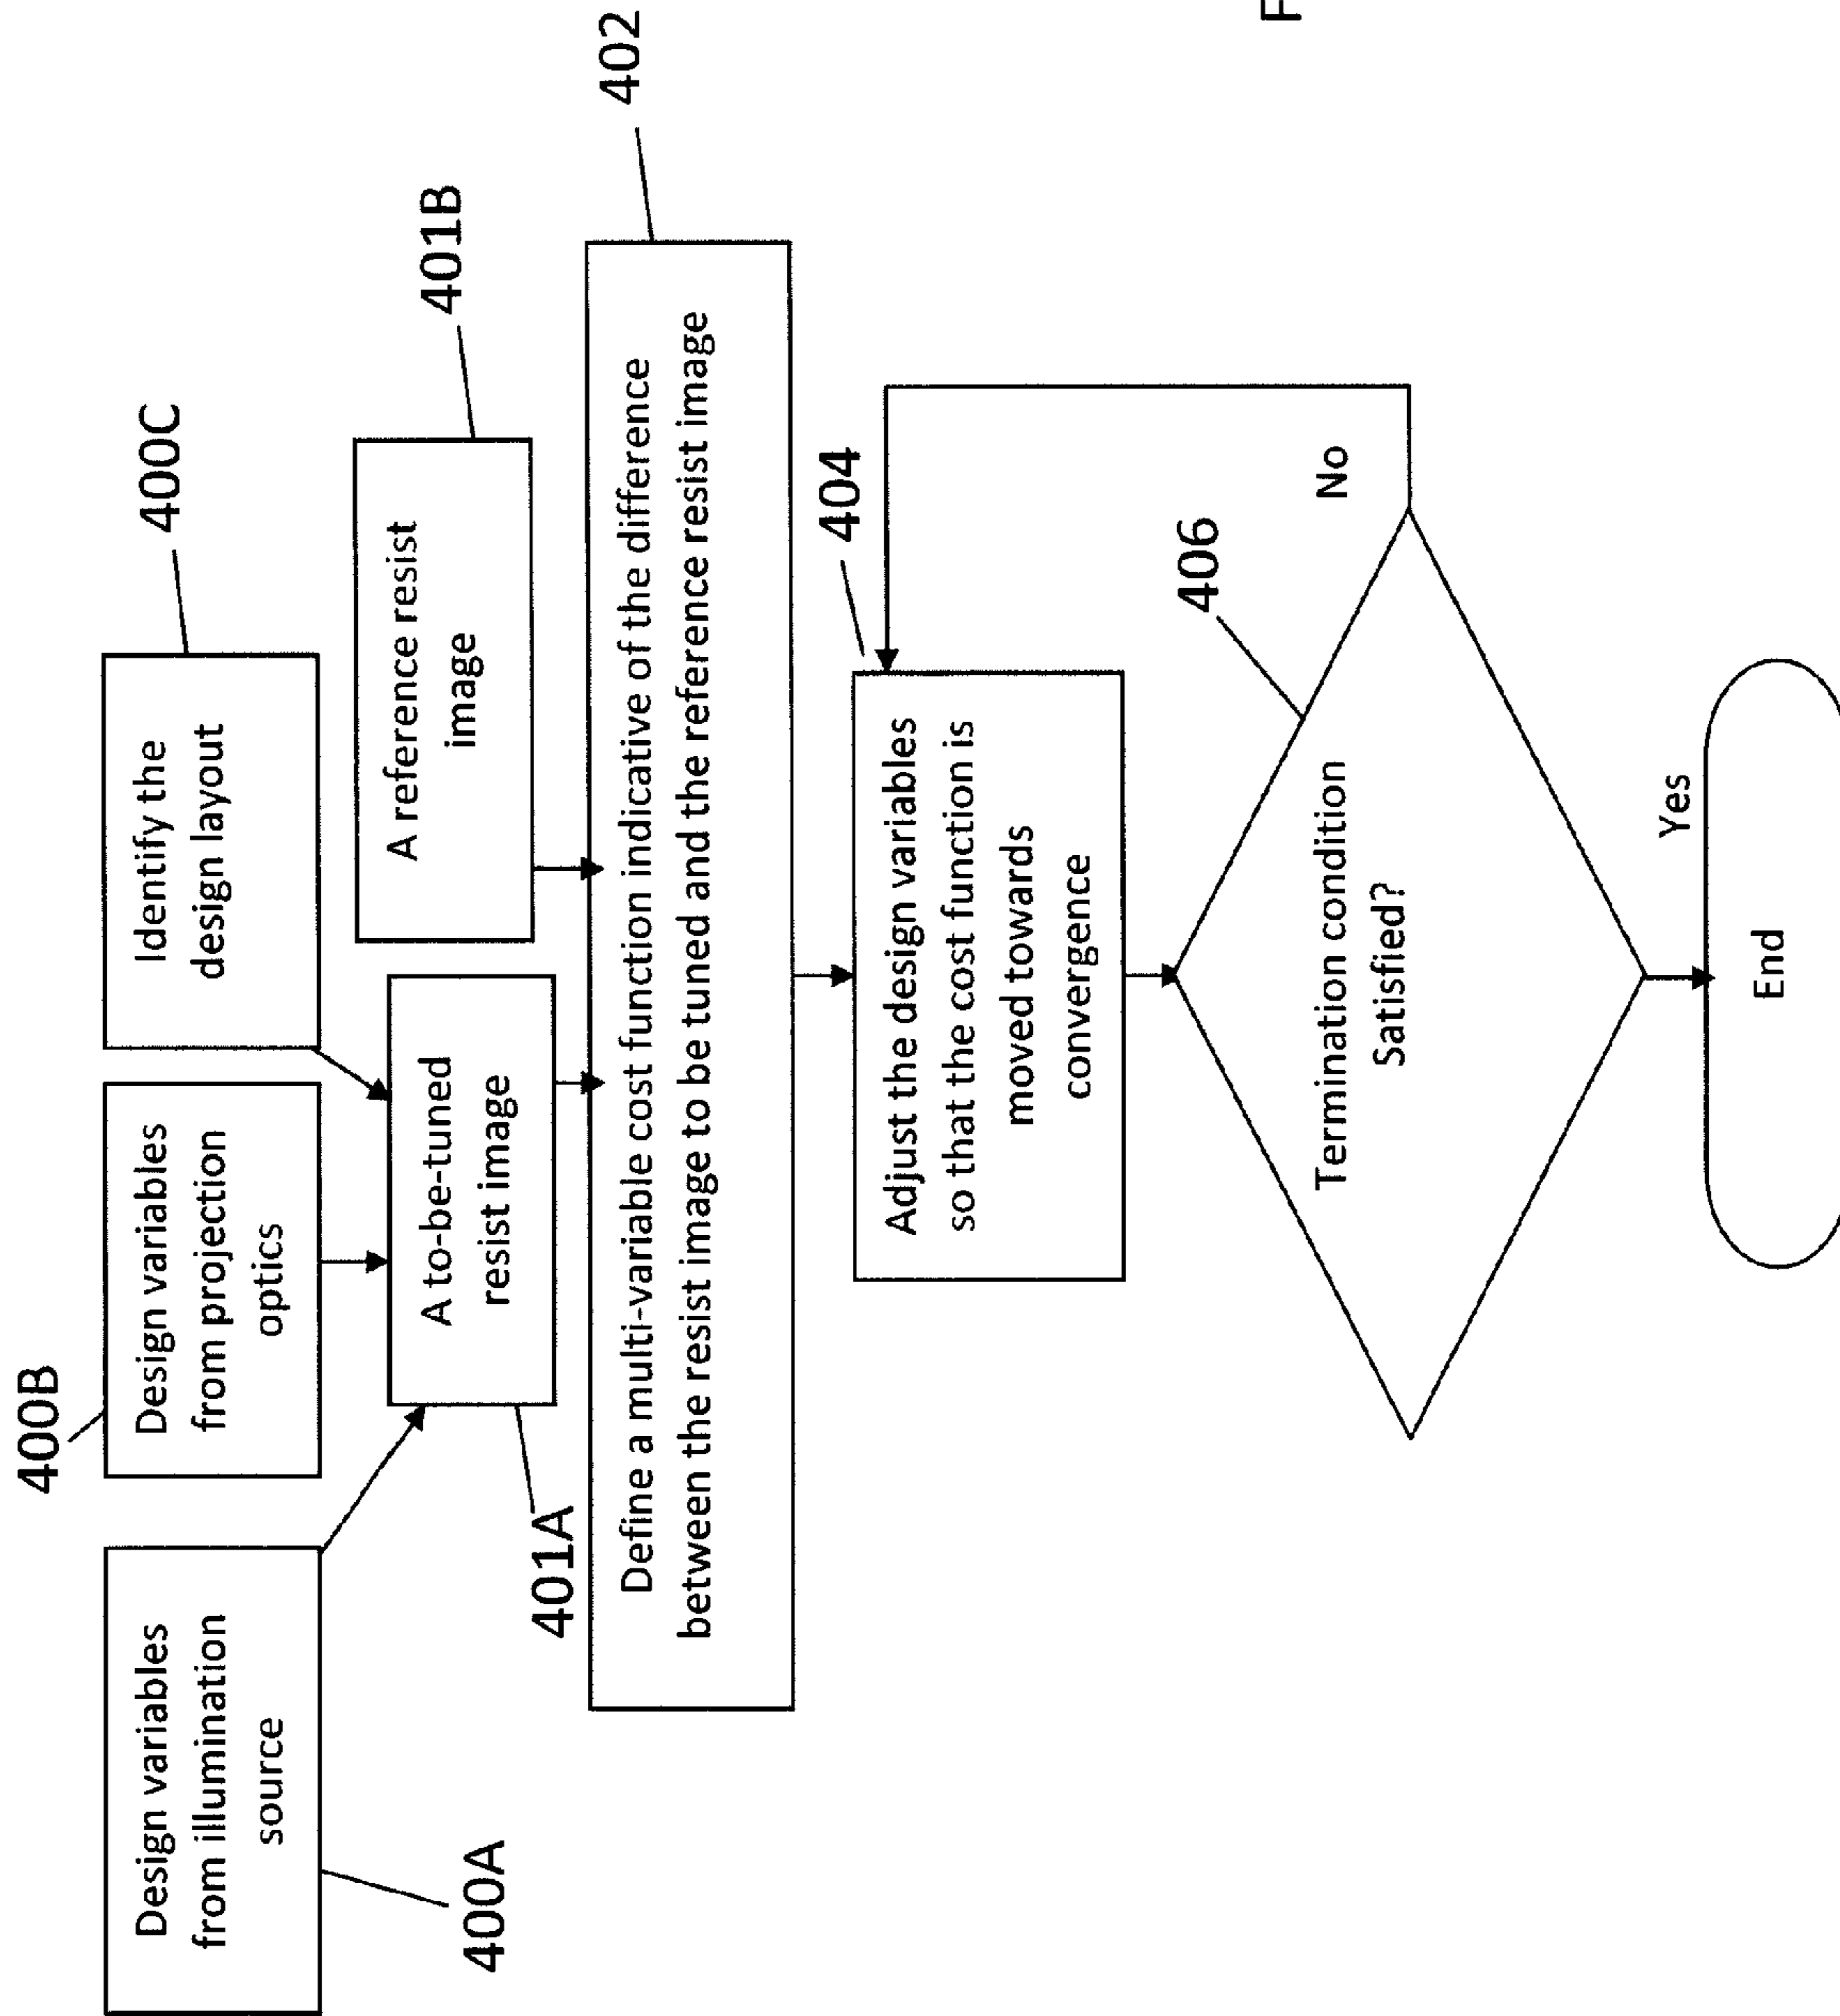 400B
400C
Design variables
from illumination
source
Design variables
from projection
optics
Identify the
design layout
400A
401A
A to-be-tuned
resist image
A reference resist
image
401B
Define a multi-variable cost function indicative of the difference
between the resist image to be tuned and the reference resist image
402
404
Adjust the design variables
so that the cost function is
moved towards
convergence
406
Termination condition
Satisfied?
No
Yes
End
F